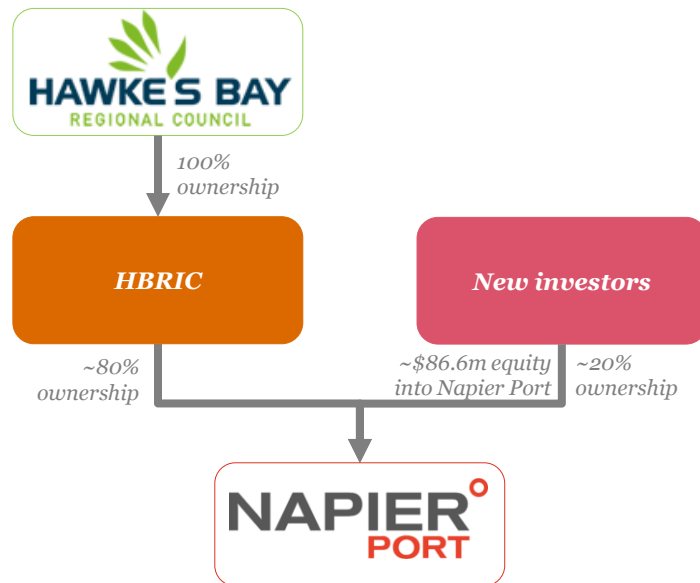 HAWKE'S BAY
REGIONAL COUNCIL
100%
ownership
HBRIC
New investors
~80%
ownership
~$86.6m equity
into Napier Port
~20%
ownership
NAPIER
PORT